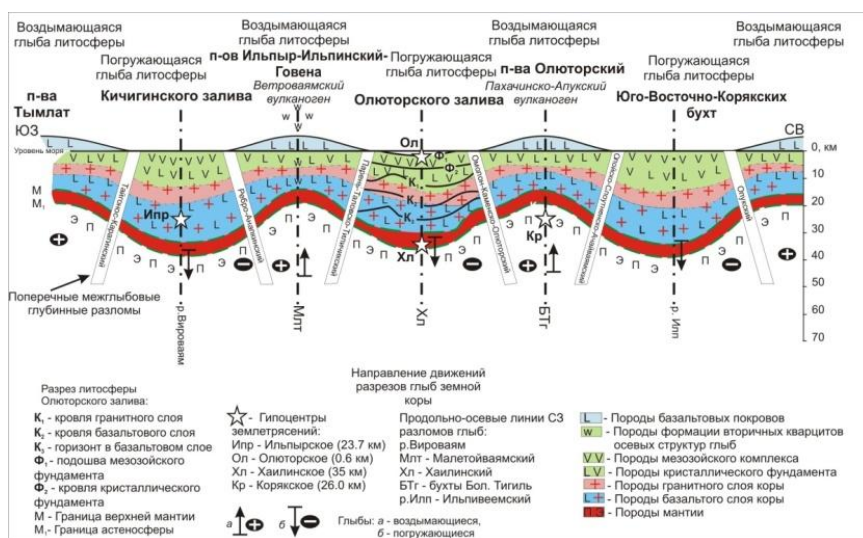 Воздымающаяся
глыба литосферы
Погружающаяся
глыба литосферы
Воздымающаяся
глыба литосферы
Погружающаяся
глыба литосферы
Воздымающаяся
глыба литосферы
Погружающаяся
глыба литосферы
Воздымающаяся
глыба литосферы
п-ва
Тымлат
Кичигинского залива
п-ов Ильпыр-Ильпинский-
Говена
Ветроваямский
вулканоген
Олюторского залива
п-ва Олюторский
Пахачинско-Апукский
вулканоген
Юго-Восточно-Корякских
бухт
ЮЗ
СВ
Уровень моря
0, км
10
20
30
40
50
60
70
М
М₁
Ол
Ф₁
Ф₂
К₁
К₂
К₃
Ипр
Хл
Кр
Поперечные межглыбовые
глубинные разломы
р.Вироваям
Млт
Хл
БТг
р. Илп
Разрез литосферы
Олюторского залива:
К₁ - кровля гранитного слоя
К₂ - кровля базальтового слоя
К₃ - горизонт в базальтовом слое
Ф₁ - подошва мезозойского
фундамента
Ф₂ - кровля кристаллического
фундамента
М - Граница верхней мантии
М₁- Граница астеносферы
- Гипоцентры
землетрясений:
Ипр - Ильпырское (23.7 км)
Ол - Олюторское (0.6 км)
Хл - Хаилинское (35 км)
Кр - Корякское (26.0 км)
Направление движений
разрезов глыб земной
коры
Продольно-осевые линии СЗ
разломов глыб:
р.Вироваям
Млт - Малетойваямский
Хл - Хаилинский
БТг - бухты Бол. Тигиль
р.Илп - Ильпивеемский
а
б
Глыбы: а - воздымающиеся,
б - погружающиеся
L - Породы базальтовых покровов
w - Породы формации вторичных кварцитов
осевых структур глыб
V V - Породы мезозойского комплекса
L V - Породы кристаллического фундамента
+ + - Породы гранитного слоя коры
L + - Породы базальтого слоя коры
П Э - Породы мантии